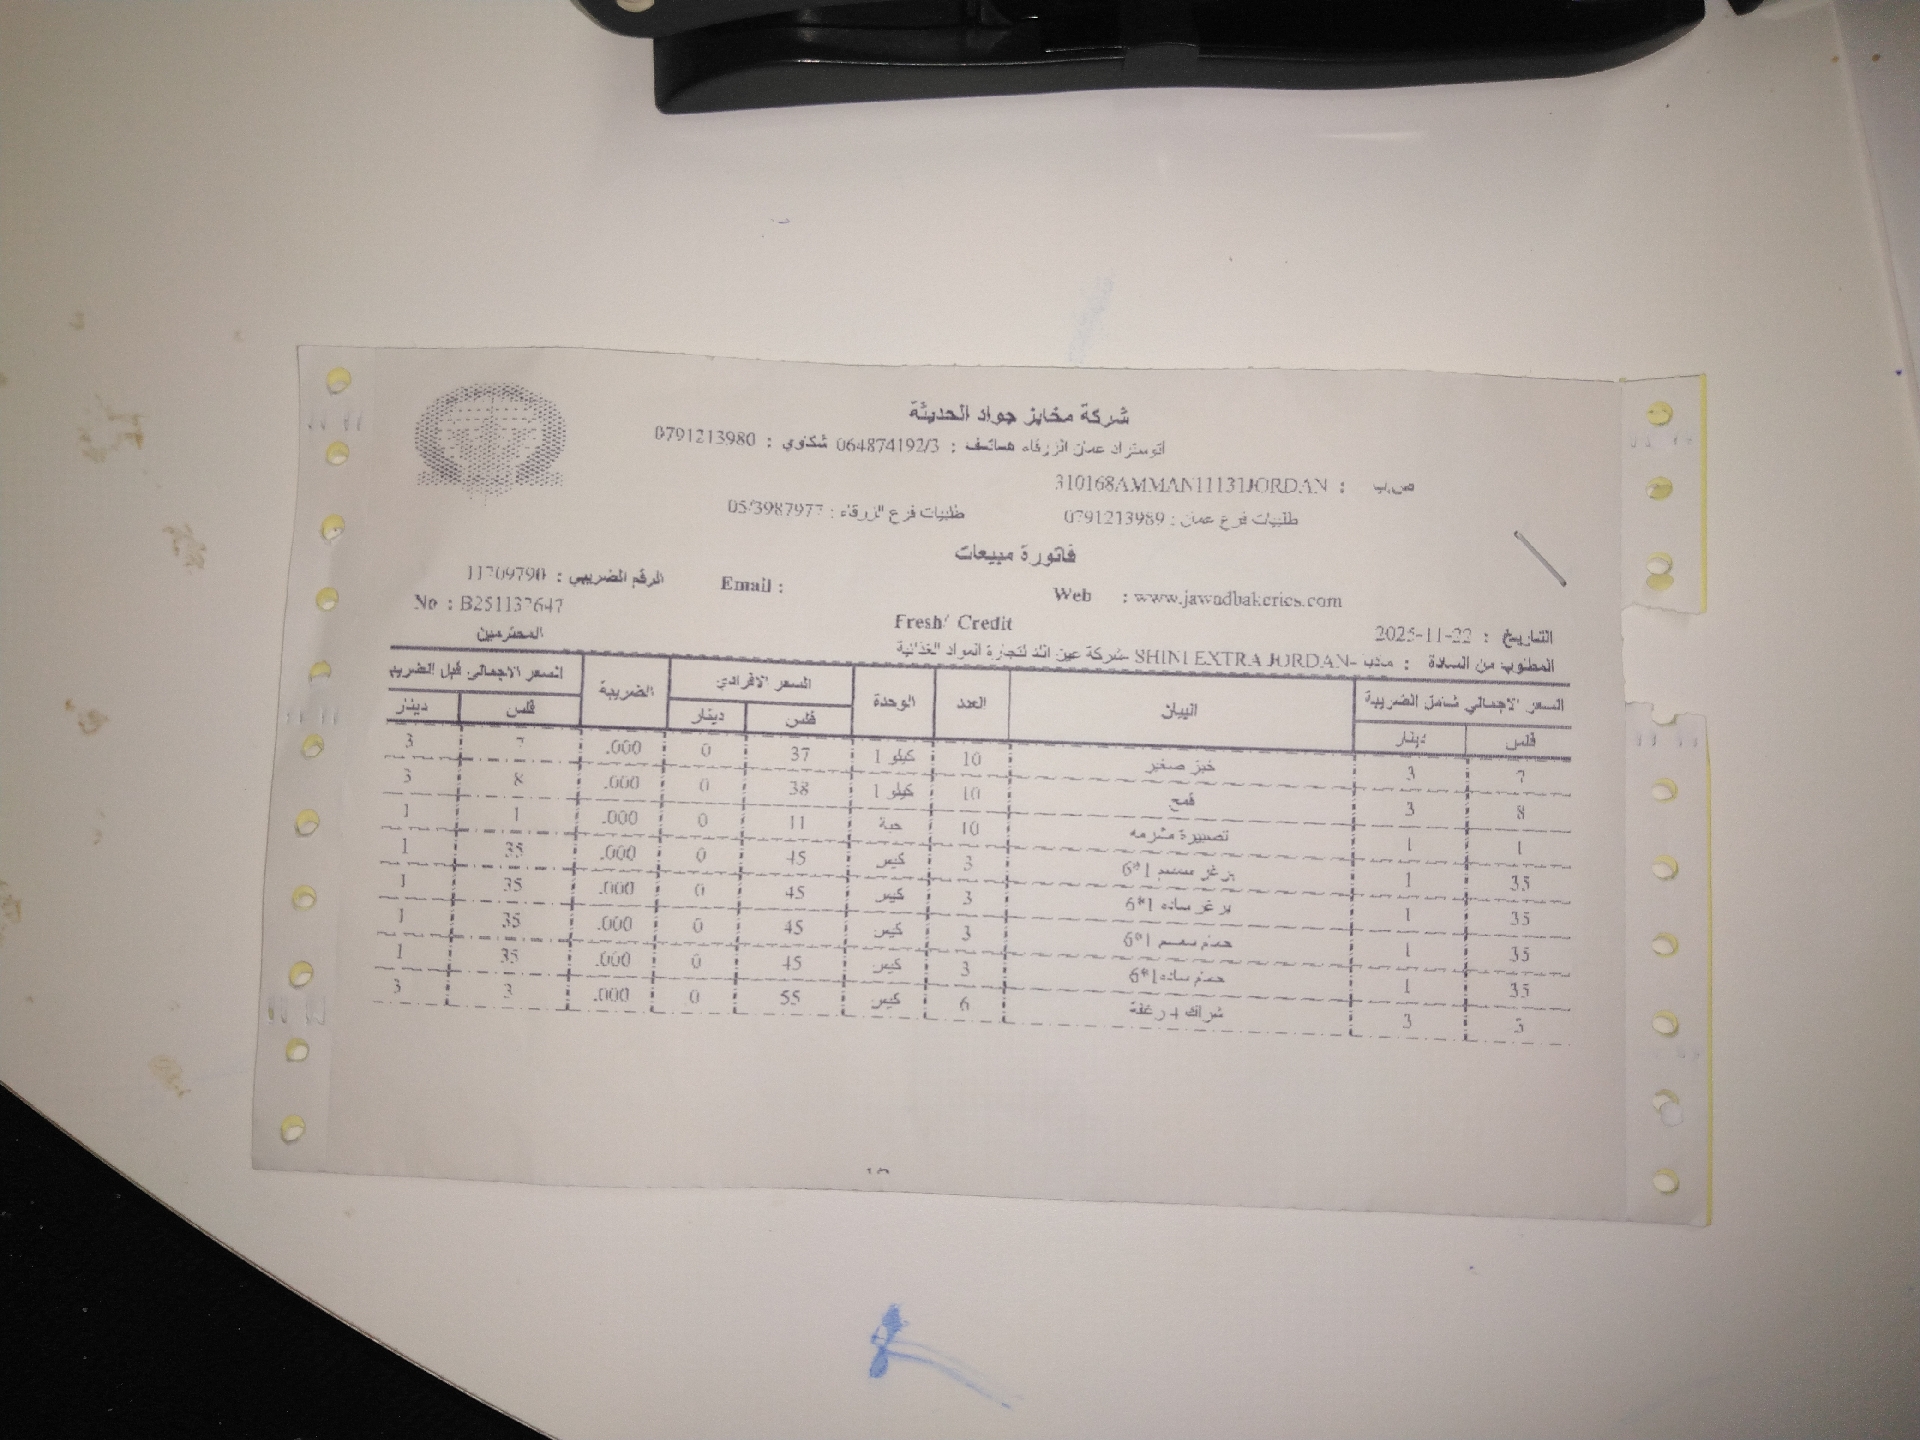 شركة مخابز جواد الحديثة
اتوستراد عمان الزرقاء هاتف : 064874192/3 شكاوي : 0791213980
ص.ب : 310168AMMAN11131JORDAN
طلبيات فرع عمان : 0791213989 طلبيات فرع الزرقاء : 05/3987977
فاتورة مبيعات
الرقم الضريبي :
Email :
Web : www.jawadbakeries.com
No :
Fresh/ Credit
التاريخ : 2025-11-22
المحترمين
المطلوب من السادة : SHINI EXTRA JORDAN- شركة عين لتجارة المواد الغذائية
السعر الاجمالي شامل الضريبة البيان العدد الوحدة السعر الافرادي الضريبة السعر الاجمالي قبل الضريبه
فلس دينار فلس دينار فلس دينار
7 3 خبز صغير 10 كيلو 1 37 0 .000 7 3
8 3 قمح 10 كيلو 1 38 0 .000 8 3
1 1 مشرمه 10 حبة 11 0 .000 1 1
35 1 برغر سمسم 1*6 3 كيس 45 0 .000 35 1
35 1 برغر ساده 1*6 3 كيس 45 0 .000 35 1
35 1 حمام سمسم 1*6 3 كيس 45 0 .000 35 1
35 1 حمام ساده 1*6 3 كيس 45 0 .000 35 1
3 3 شراك 4 رغفة 6 كيس 55 0 .000 3 3